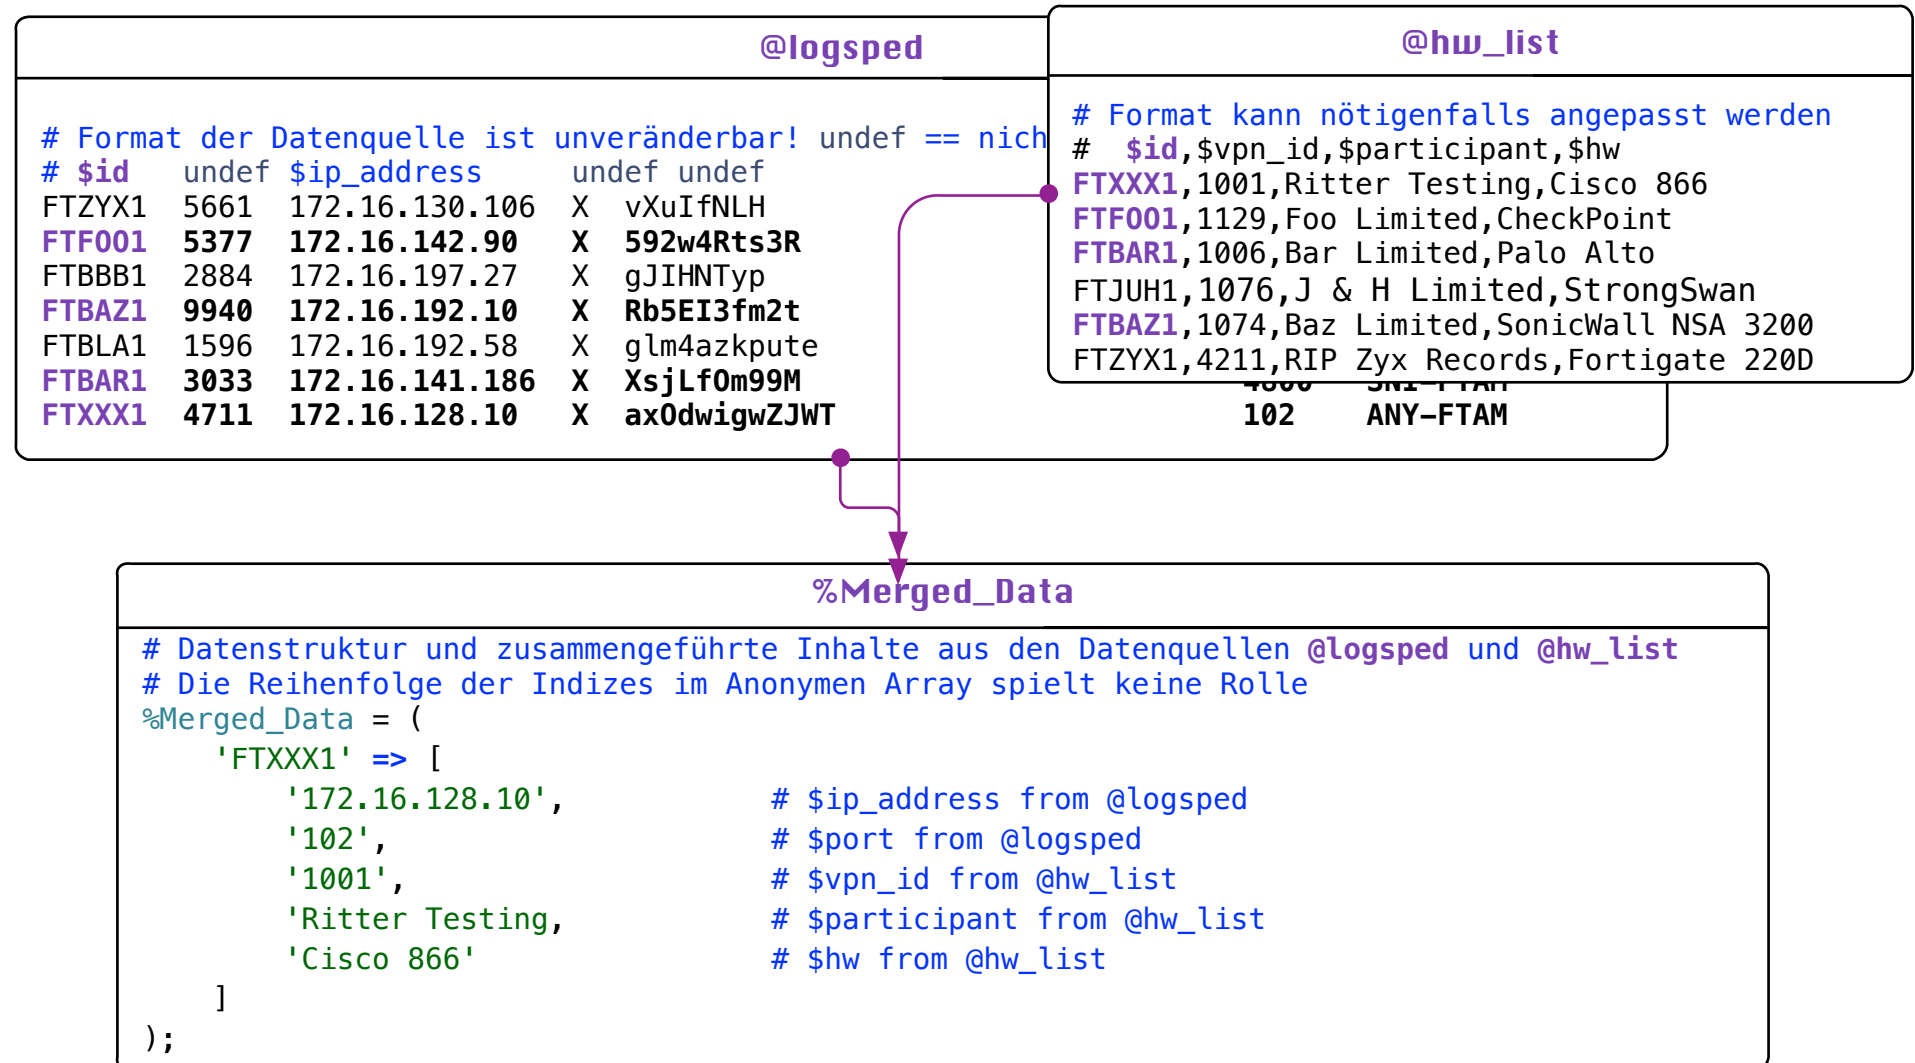 @logsped
# Format der Datenquelle ist unveränderbar! undef == nich
# $id   undef $ip_address     undef undef
FTZYX1  5661  172.16.130.106  X  vXuIfNLH
FTFOO1  5377  172.16.142.90   X  592w4Rts3R
FTBBB1  2884  172.16.197.27   X  gJIHNTyp
FTBAZ1  9940  172.16.192.10   X  Rb5EI3fm2t
FTBLA1  1596  172.16.192.58   X  glm4azkpute
FTBAR1  3033  172.16.141.186  X  XsjLfOm99M
FTXXX1  4711  172.16.128.10   X  axOdwigwZJWT                       102    ANY-FTAM
@hw_list
# Format kann nötigenfalls angepasst werden
#  $id,$vpn_id,$participant,$hw
FTXXX1,1001,Ritter Testing,Cisco 866
FTFOO1,1129,Foo Limited,CheckPoint
FTBAR1,1006,Bar Limited,Palo Alto
FTJUH1,1076,J & H Limited,StrongSwan
FTBAZ1,1074,Baz Limited,SonicWall NSA 3200
FTZYX1,4211,RIP Zyx Records,Fortigate 220D
%Merged_Data
# Datenstruktur und zusammengeführte Inhalte aus den Datenquellen @logsped und @hw_list
# Die Reihenfolge der Indizes im Anonymen Array spielt keine Rolle
%Merged_Data = (
    'FTXXX1' => [
        '172.16.128.10',            # $ip_address from @logsped
        '102',                      # $port from @logsped
        '1001',                     # $vpn_id from @hw_list
        'Ritter Testing,            # $participant from @hw_list
        'Cisco 866'                 # $hw from @hw_list
    ]
);